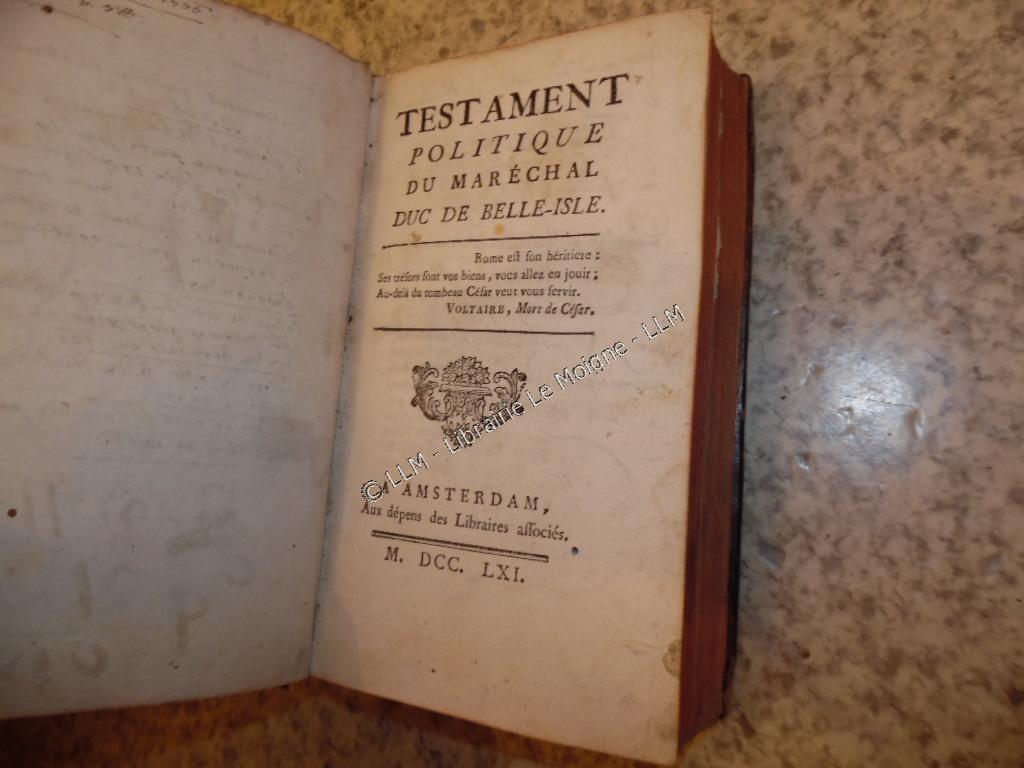 TESTAMENT
POLITIQUE
DU MARÉCHAL
DUC DE BELLE-ISLE.
Rome est ſon héritiere :
Ses tréſors ſont vos biens, vous allez en jouir ;
Au-delà du tombeau Céſar veut vous ſervir.
VOLTAIRE, Mort de Céſar.
© LLM - Librairie Le Moigne - LLM
A AMSTERDAM,
Aux dépens des Libraires aſſociés.
M. DCC. LXI.